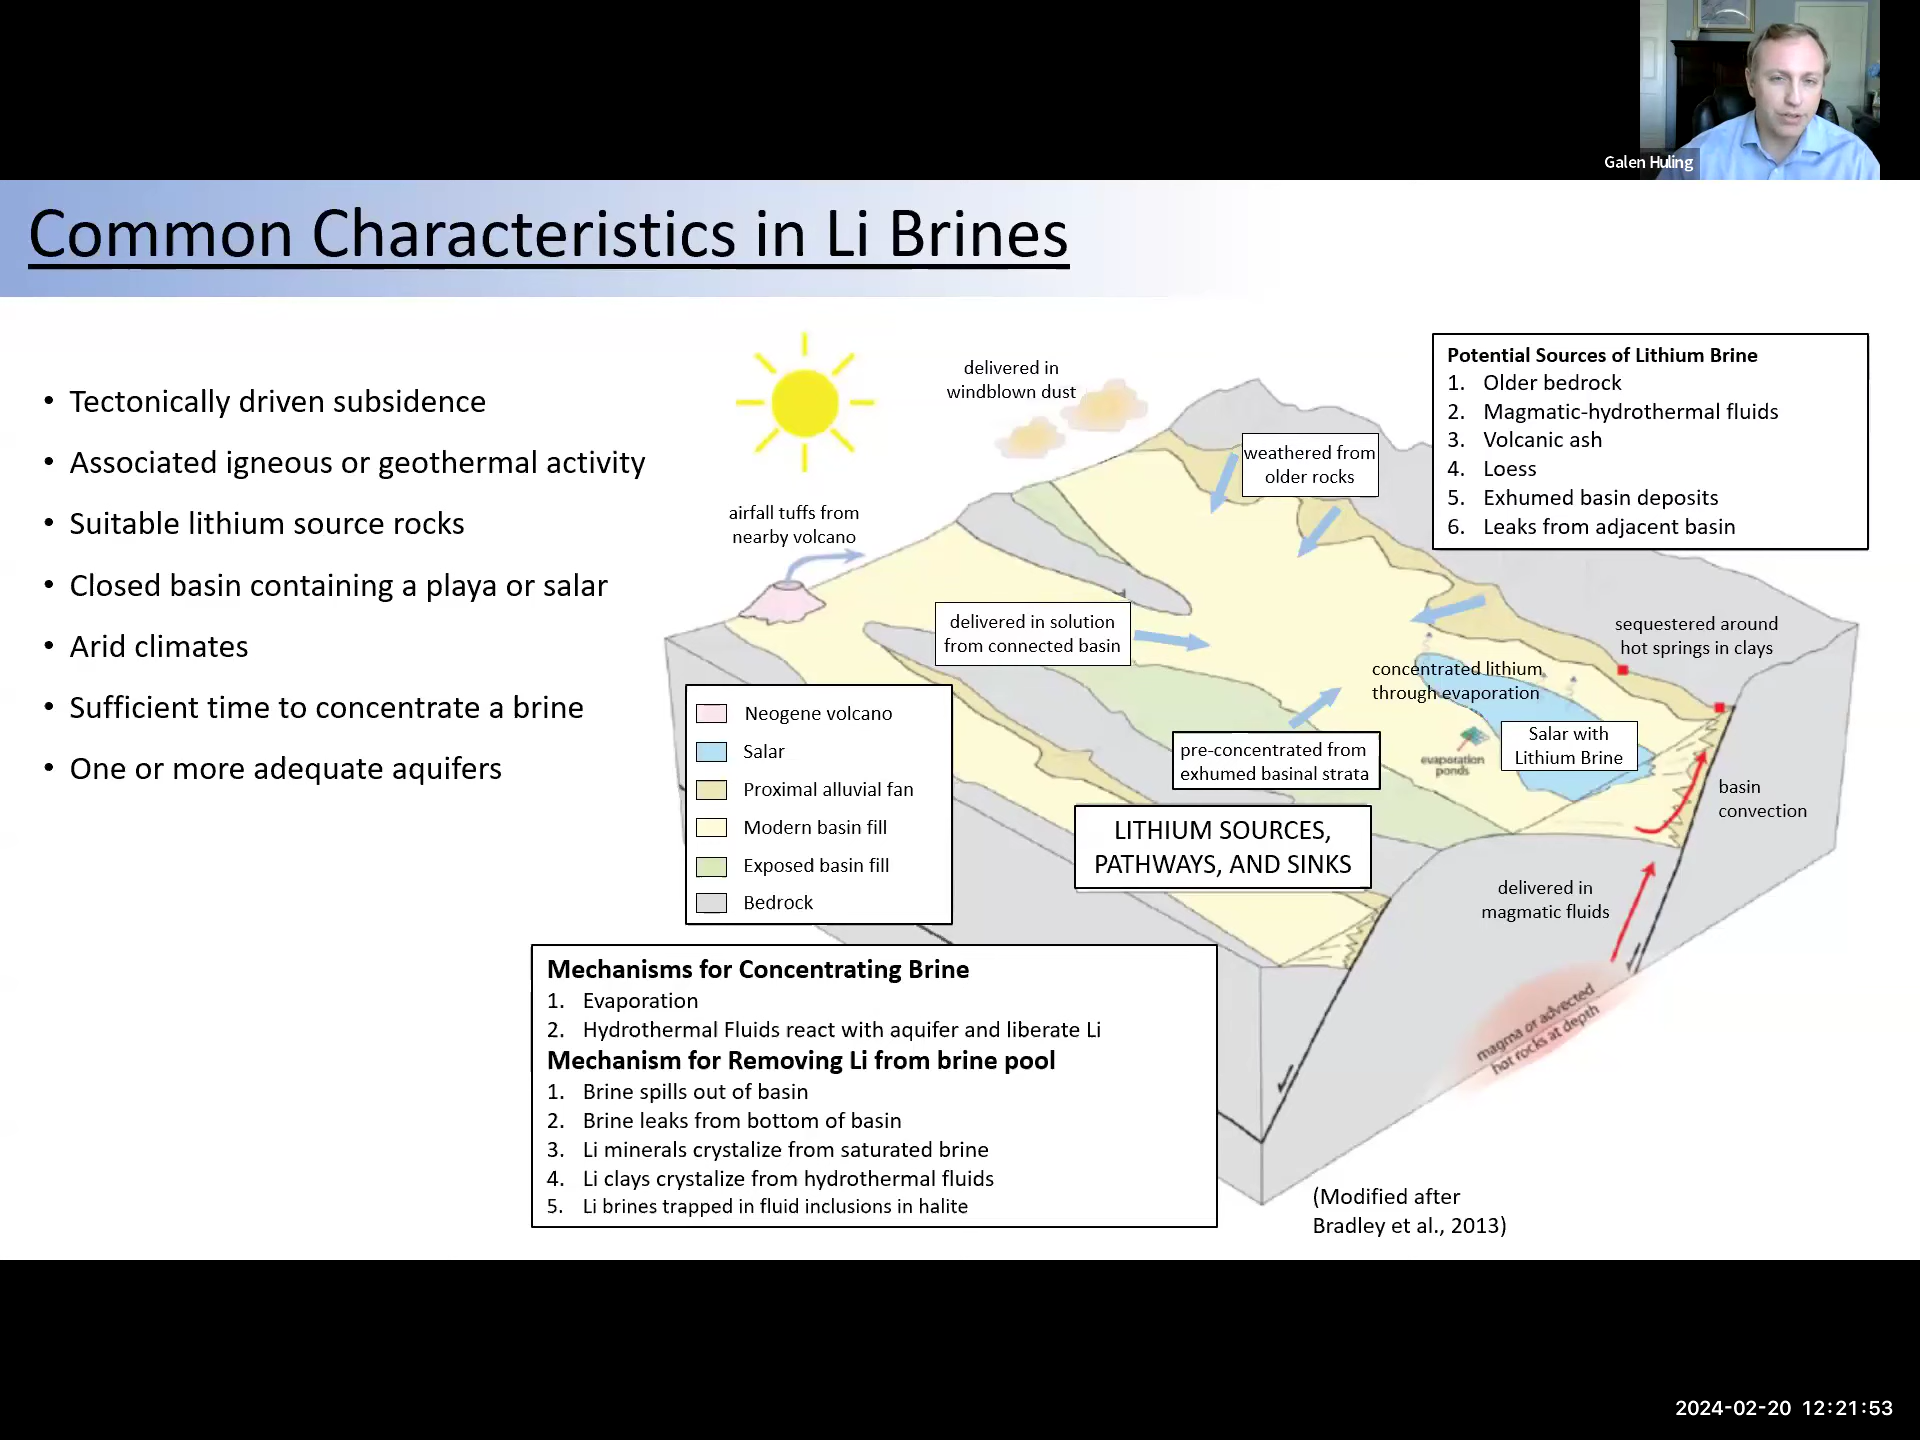 Galen Huling
Common Characteristics in Li Brines
• Tectonically driven subsidence
• Associated igneous or geothermal activity
• Suitable lithium source rocks
• Closed basin containing a playa or salar
• Arid climates
• Sufficient time to concentrate a brine
• One or more adequate aquifers
delivered in
windblown dust
airfall tuffs from
nearby volcano
weathered from
older rocks
Potential Sources of Lithium Brine
1. Older bedrock
2. Magmatic-hydrothermal fluids
3. Volcanic ash
4. Loess
5. Exhumed basin deposits
6. Leaks from adjacent basin
delivered in solution
from connected basin
sequestered around
hot springs in clays
concentrated lithium
through evaporation
Salar with
Lithium Brine
evaporation
ponds
pre-concentrated from
exhumed basinal strata
basin
convection
LITHIUM SOURCES,
PATHWAYS, AND SINKS
delivered in
magmatic fluids
magma or advected
hot rocks at depth
Neogene volcano
Salar
Proximal alluvial fan
Modern basin fill
Exposed basin fill
Bedrock
Mechanisms for Concentrating Brine
1. Evaporation
2. Hydrothermal Fluids react with aquifer and liberate Li
Mechanism for Removing Li from brine pool
1. Brine spills out of basin
2. Brine leaks from bottom of basin
3. Li minerals crystalize from saturated brine
4. Li clays crystalize from hydrothermal fluids
5. Li brines trapped in fluid inclusions in halite
(Modified after
Bradley et al., 2013)
2024-02-20 12:21:53